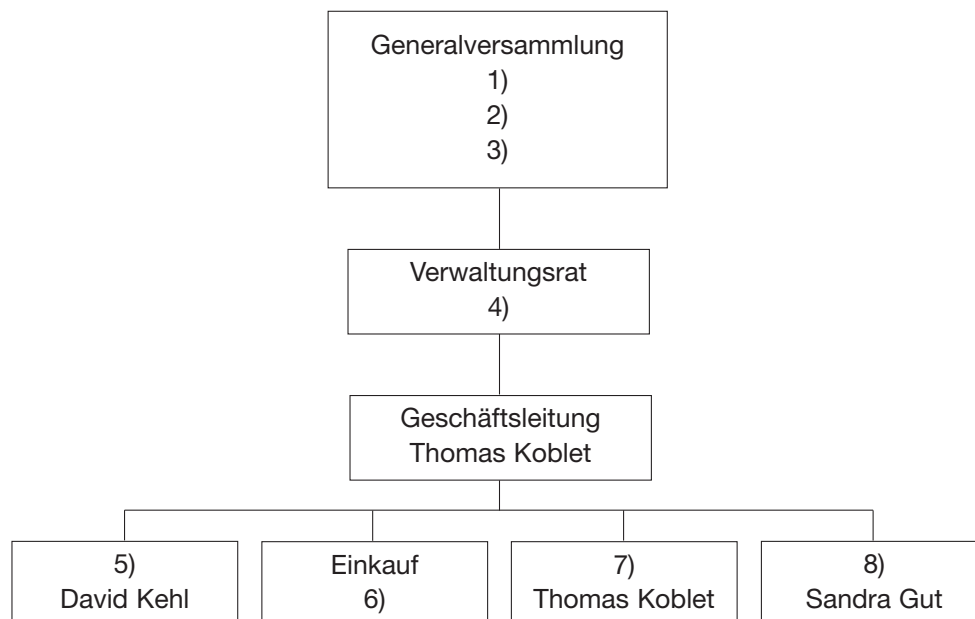 Generalversammlung
1)
2)
3)
Verwaltungsrat
4)
Geschäftsleitung
Thomas Koblet
5)
David Kehl
Einkauf
6)
7)
Thomas Koblet
8)
Sandra Gut